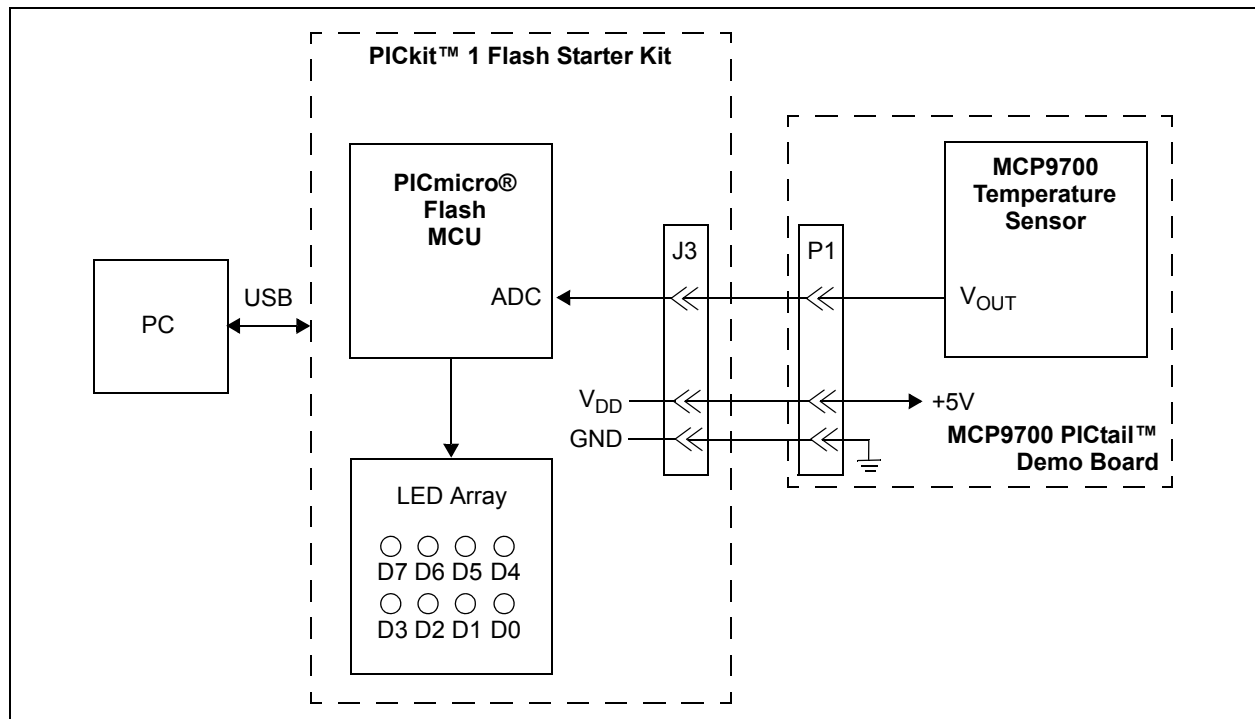 PICkit™ 1 Flash Starter Kit
PICmicro®
Flash
MCU
ADC
PC
USB
J3
P1
MCP9700
Temperature
Sensor
VOUT
VDD
GND
+5V
MCP9700 PICtail™
Demo Board
LED Array
D7 D6 D5 D4
D3 D2 D1 D0